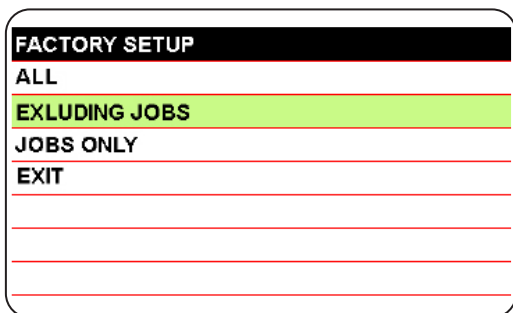 FACTORY SETUP
ALL
EXLUDING JOBS
JOBS ONLY
EXIT